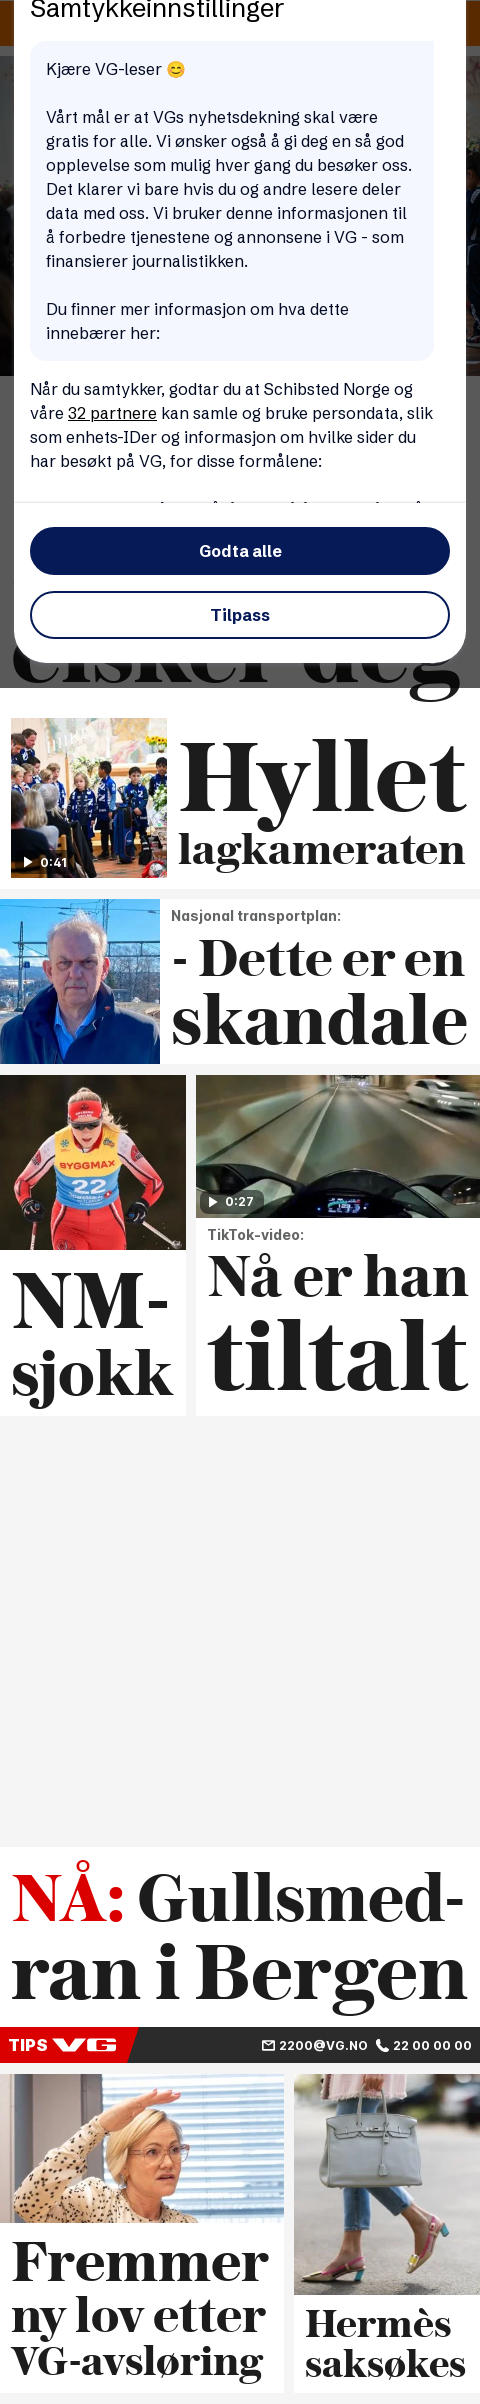 Samtykkeinnstillinger
Kjære VG-leser 😊
Vårt mål er at VGs nyhetsdekning skal være
gratis for alle. Vi ønsker også å gi deg en så god
opplevelse som mulig hver gang du besøker oss.
Det klarer vi bare hvis du og andre lesere deler
data med oss. Vi bruker denne informasjonen til
å forbedre tjenestene og annonsene i VG - som
finansierer journalistikken.
Du finner mer informasjon om hva dette
innebærer her:
Når du samtykker, godtar du at Schibsted Norge og
våre 32 partnere kan samle og bruke persondata, slik
som enhets-IDer og informasjon om hvilke sider du
har besøkt på VG, for disse formålene:
Godta alle
Tilpass
elsker deg
0:41
Hyllet
lagkameraten
Nasjonal transportplan:
- Dette er en
skandale
BYGGMAX
22
NM-
sjokk
0:27
TikTok-video:
Nå er han
tiltalt
NÅ: Gullsmed-
ran i Bergen
TIPS VG 2200@VG.NO 22 00 00 00
Fremmer
ny lov etter
VG-avsløring
Hermès
saksøkes